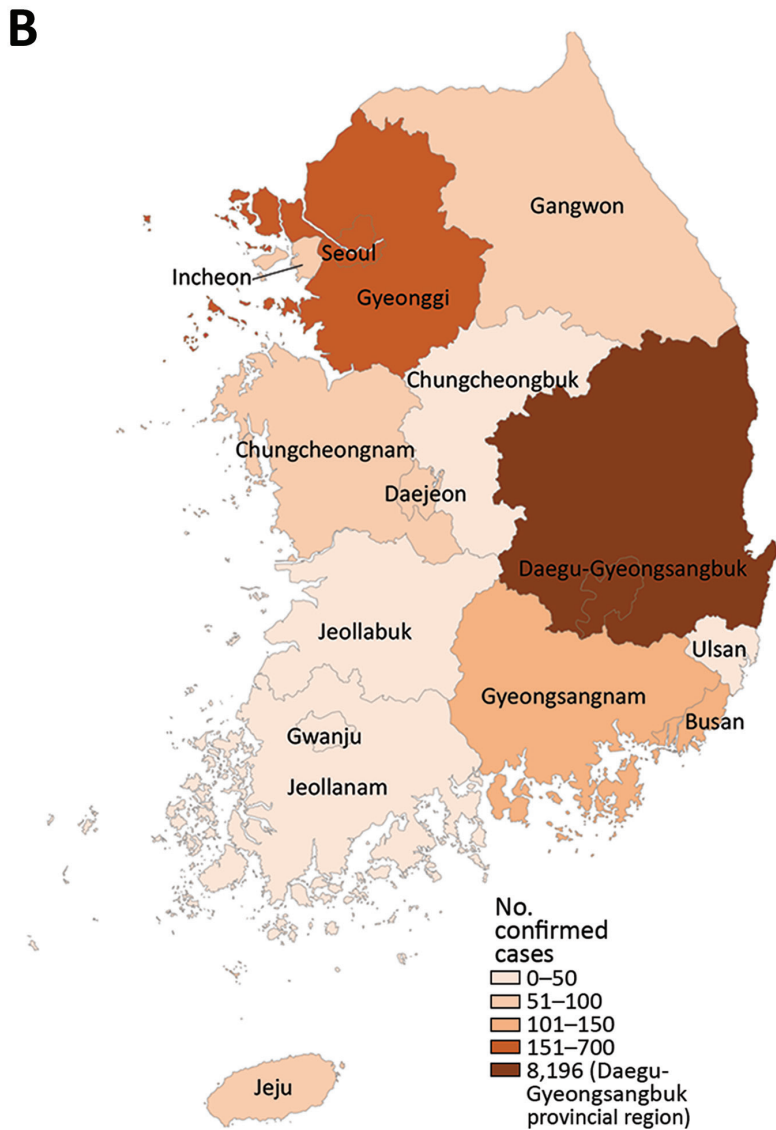 B
Gangwon
Seoul
Incheon
Gyeonggi
Chungcheongbuk
Chungcheongnam
Daejeon
Daegu-Gyeongsangbuk
Jeollabuk
Ulsan
Gyeongsangnam
Busan
Gwanju
Jeollanam
No.
confirmed
cases
0–50
51–100
101–150
151–700
8,196 (Daegu-
Gyeongsangbuk
provincial region)
Jeju